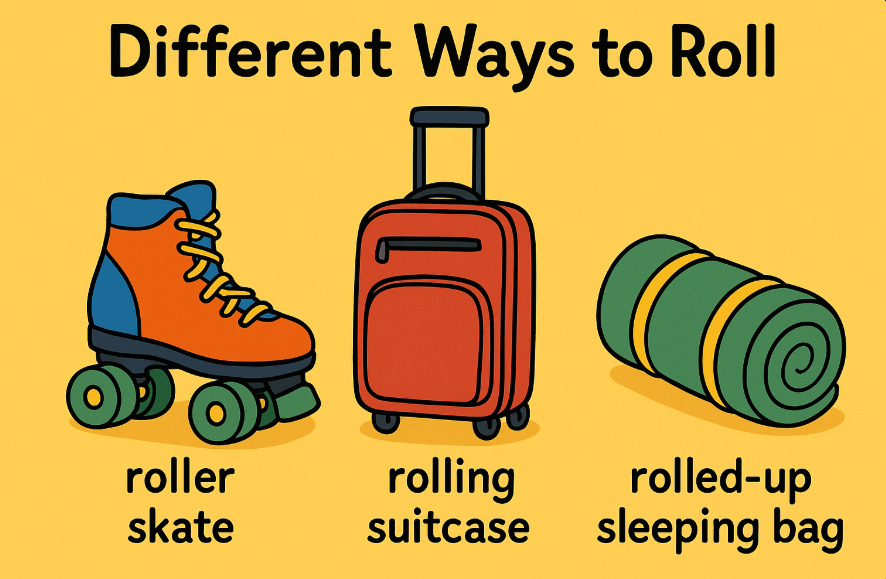 Different Ways to Roll
roller
skate
rolling
suitcase
rolled-up
sleeping bag